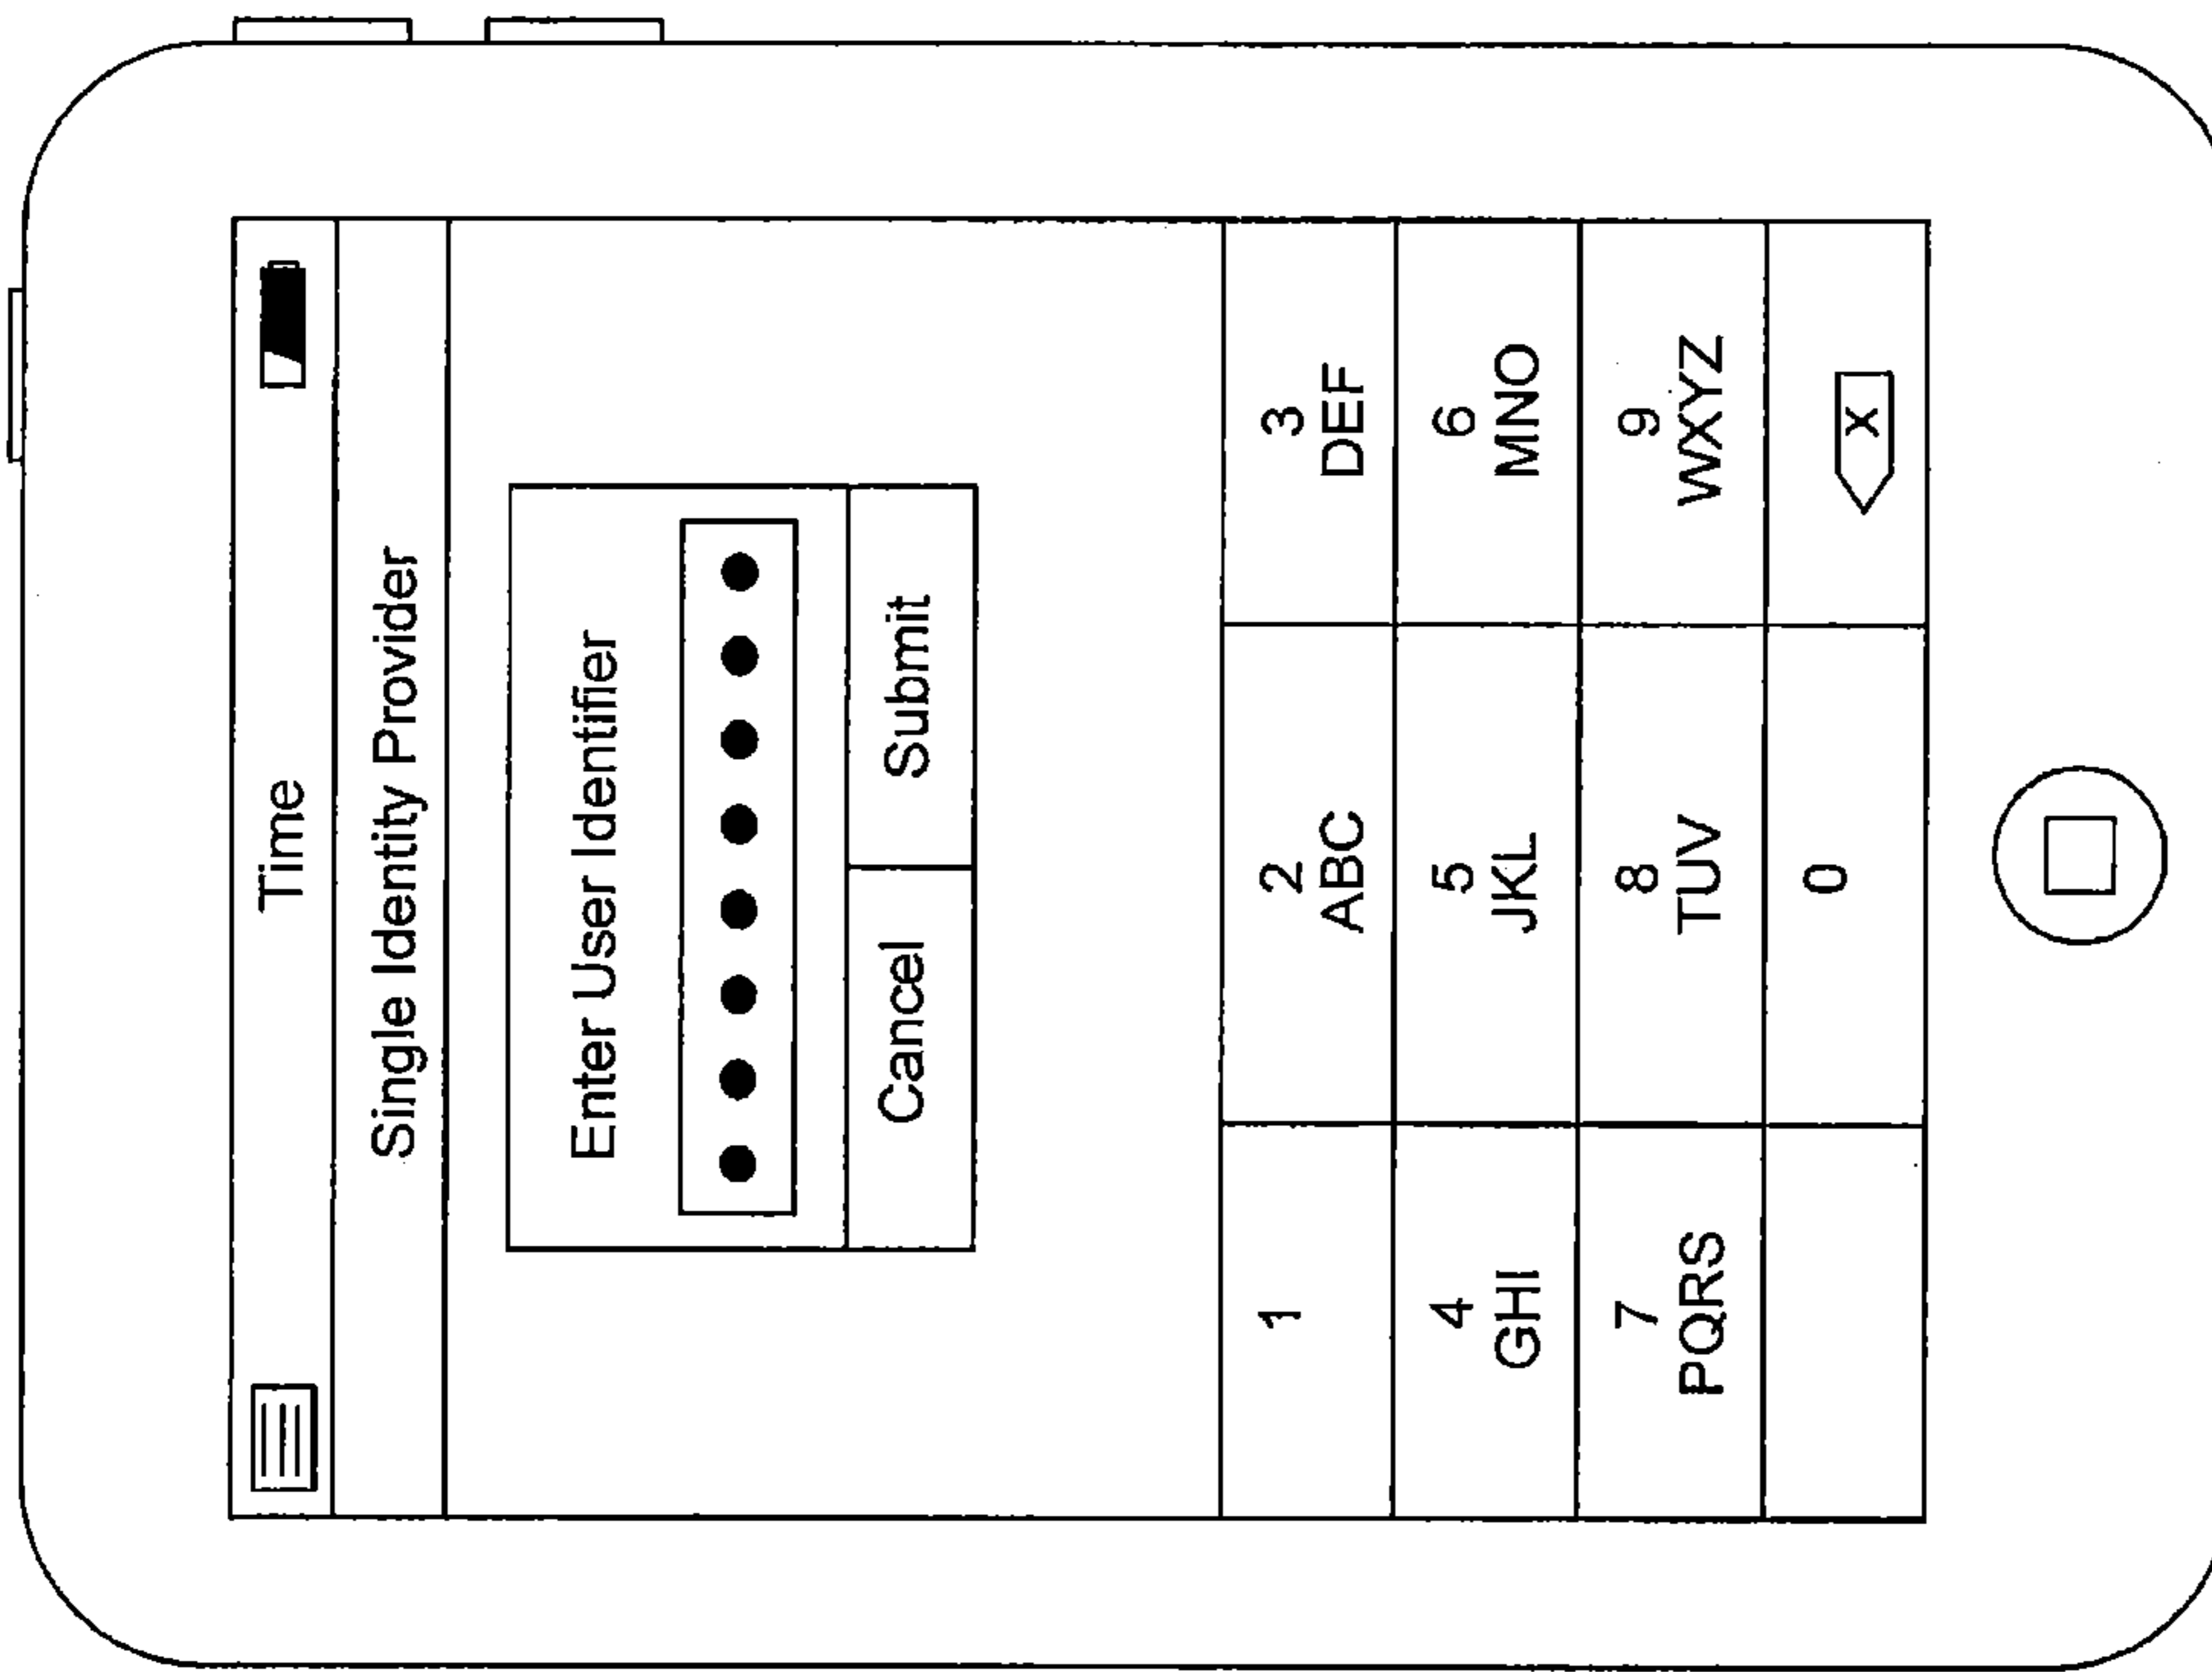 Time
Single Identity Provider
Enter User Identifier
Cancel Submit
1 2 3
ABC DEF
4 5 6
GHI JKL MNO
7 8 9
PQRS TUV WXYZ
0 X